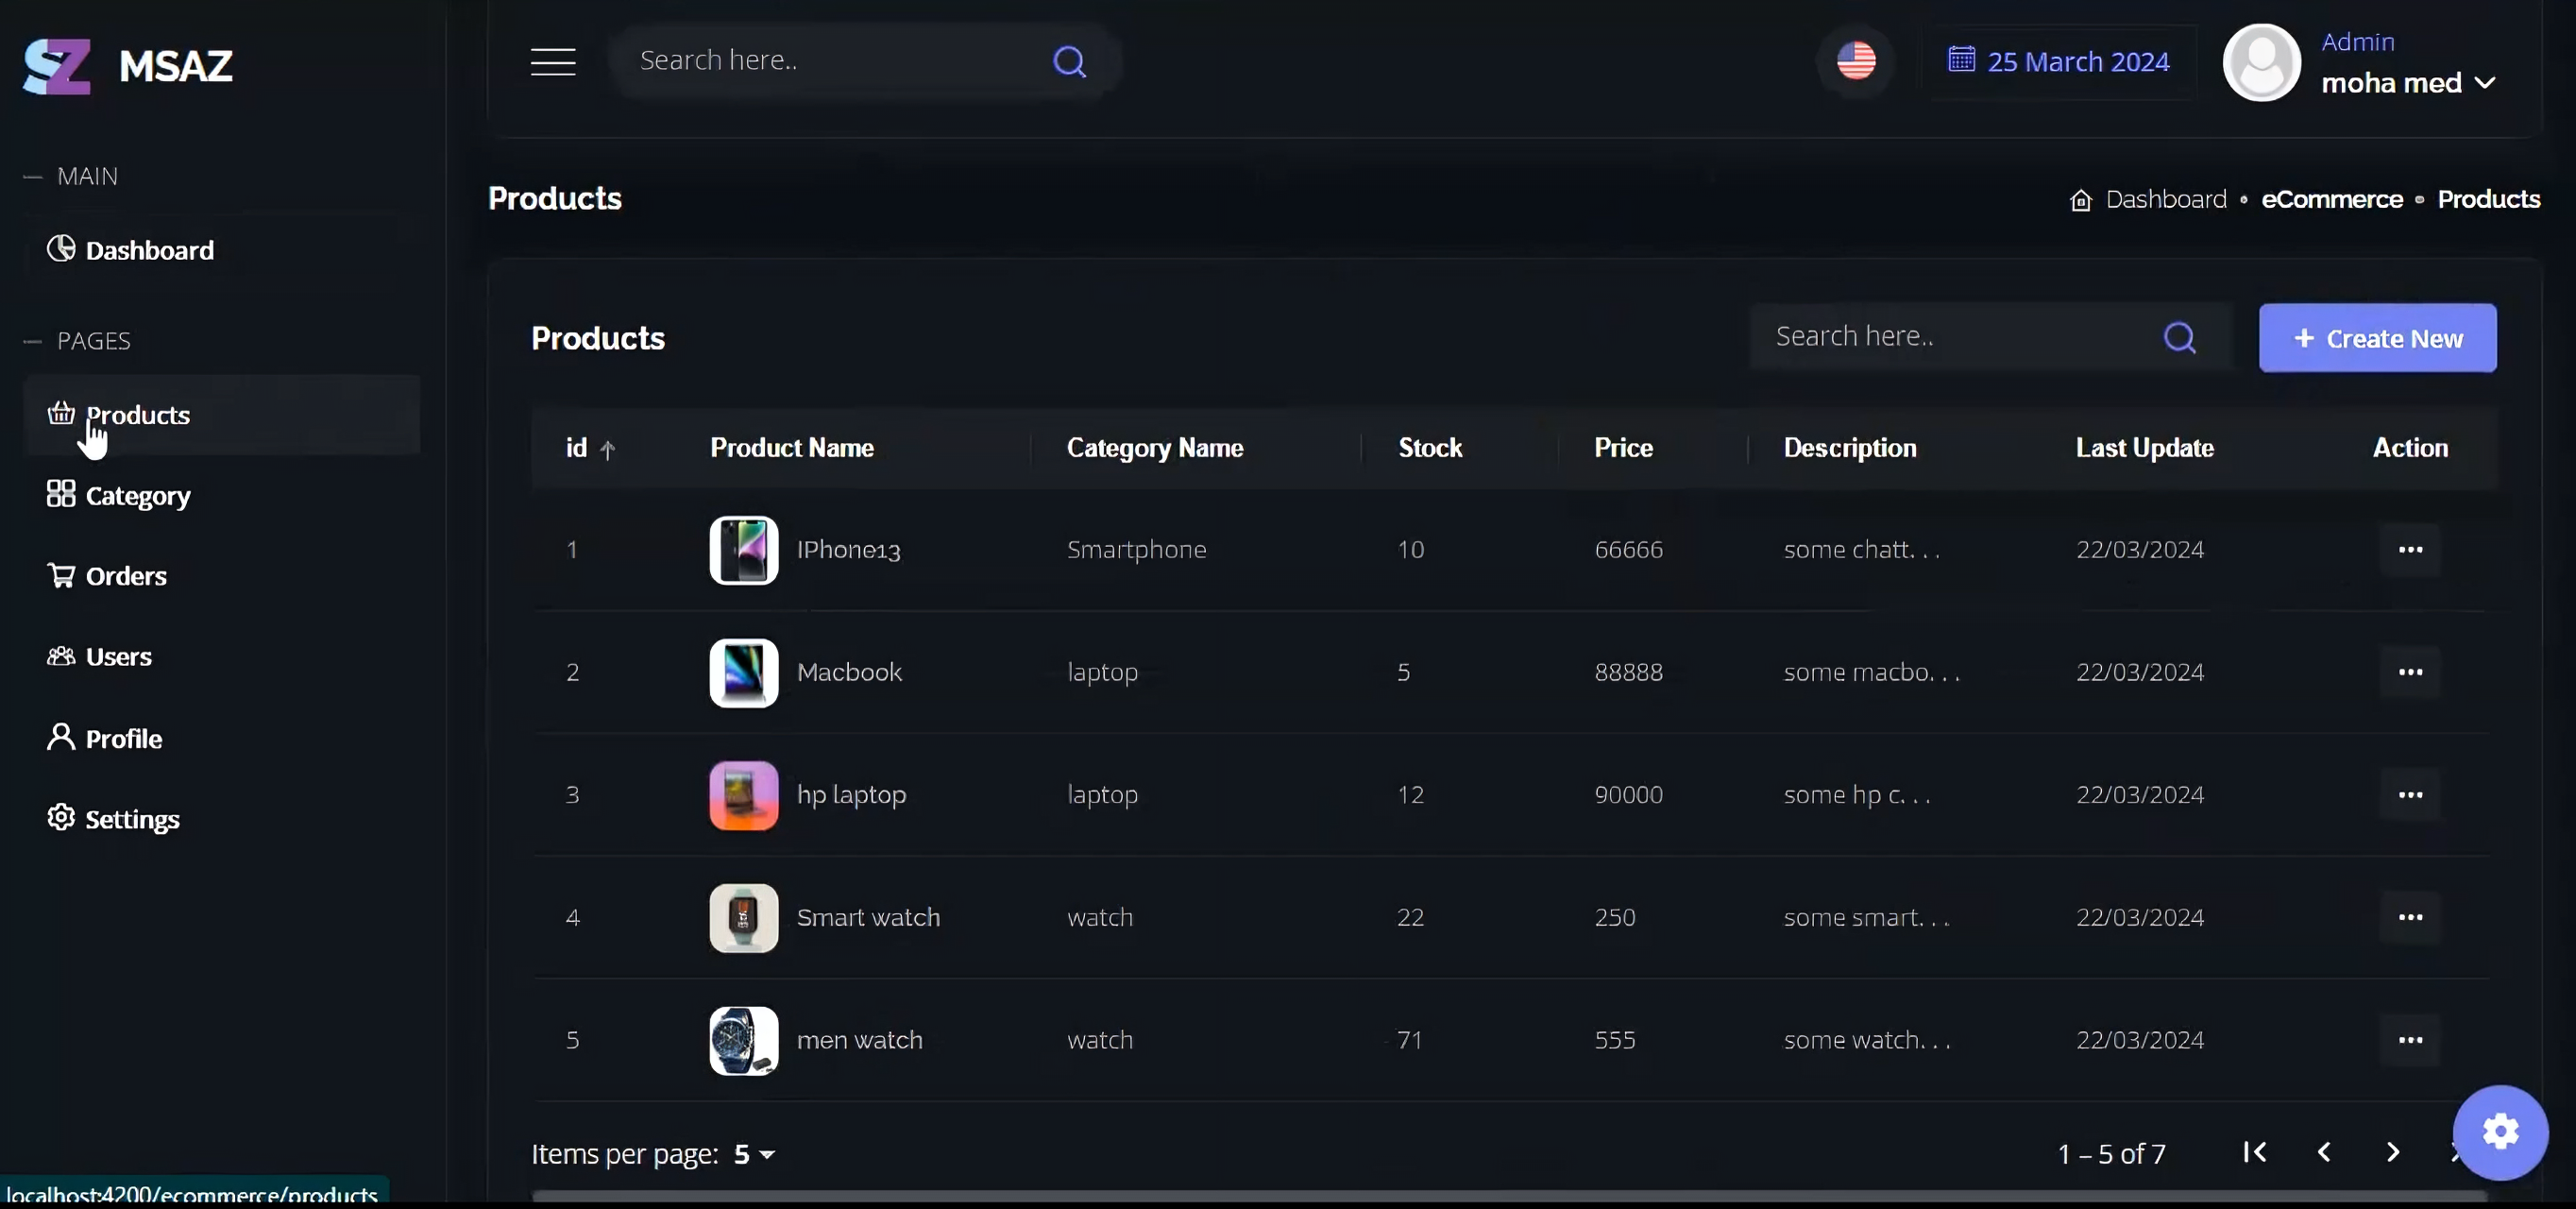 MSAZ
Search here..
25 March 2024
Admin
moha med
MAIN
Dashboard
PAGES
Products
Category
Orders
Users
Profile
Settings
Products
Dashboard • eCommerce • Products
Products
Search here..
+ Create New
id Product Name Category Name Stock Price Description Last Update Action
1 IPhone13 Smartphone 10 66666 some chatt. . . 22/03/2024
2 Macbook laptop 5 88888 some macbo. . . 22/03/2024
3 hp laptop laptop 12 90000 some hp c. . . 22/03/2024
4 Smart watch watch 22 250 some smart. . . 22/03/2024
5 men watch watch 71 555 some watch. . . 22/03/2024
Items per page: 5
1 – 5 of 7
localhost:4200/ecommerce/products